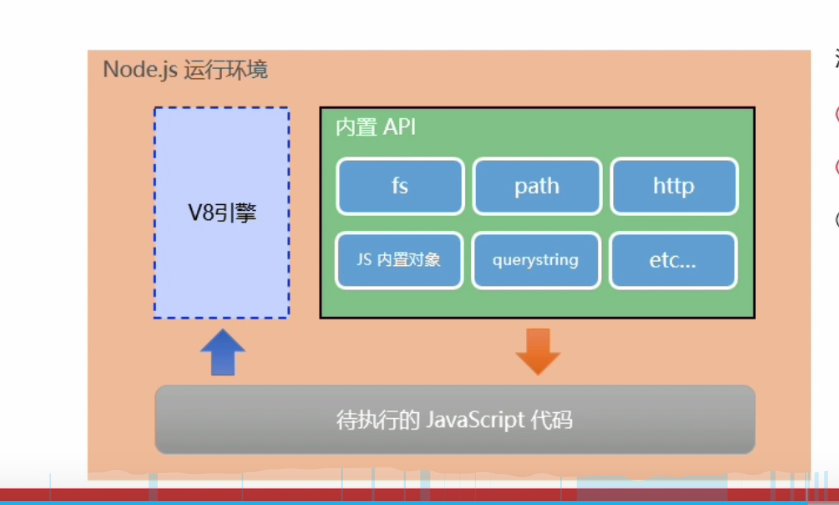 Node.js 运行环境
内置 API
fs
path
http
V8引擎
JS 内置对象
querystring
etc...
待执行的 JavaScript 代码